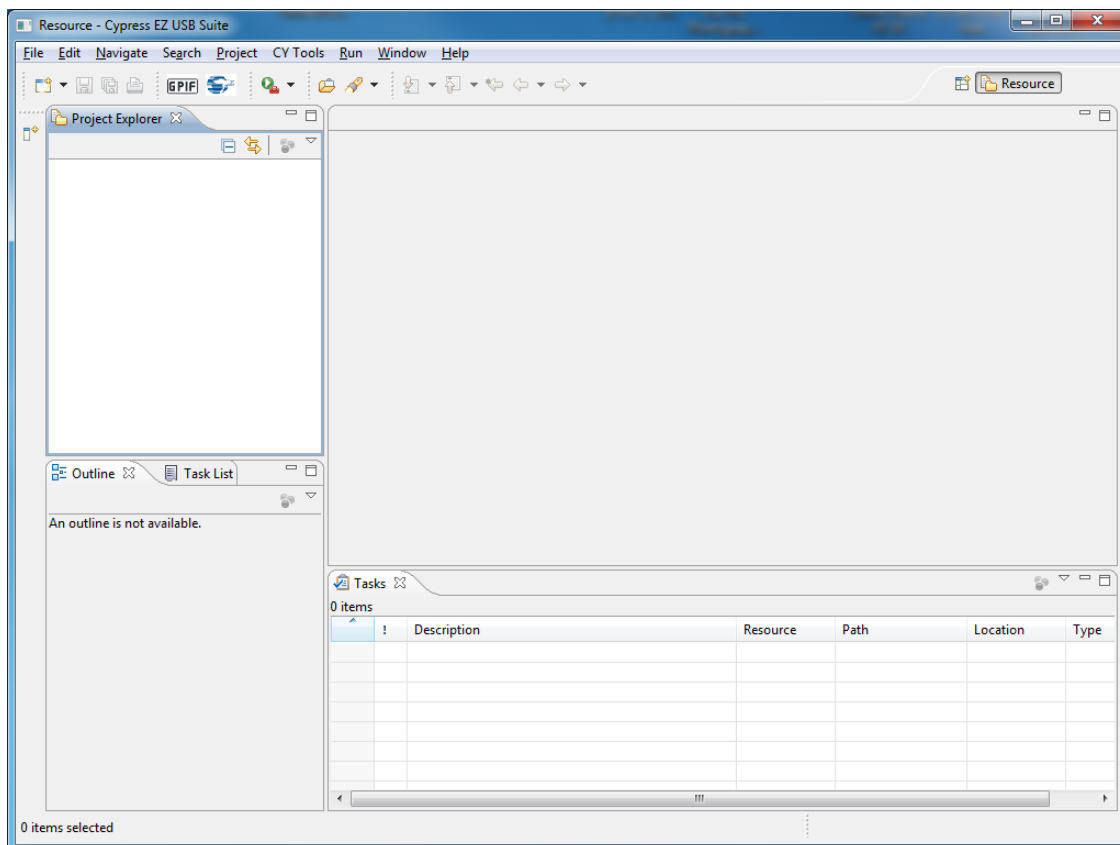 Resource - Cypress EZ USB Suite
File Edit Navigate Search Project CY Tools Run Window Help
GPIF
Resource
Project Explorer
Outline Task List
An outline is not available.
Tasks
0 items
! Description Resource Path Location Type
0 items selected